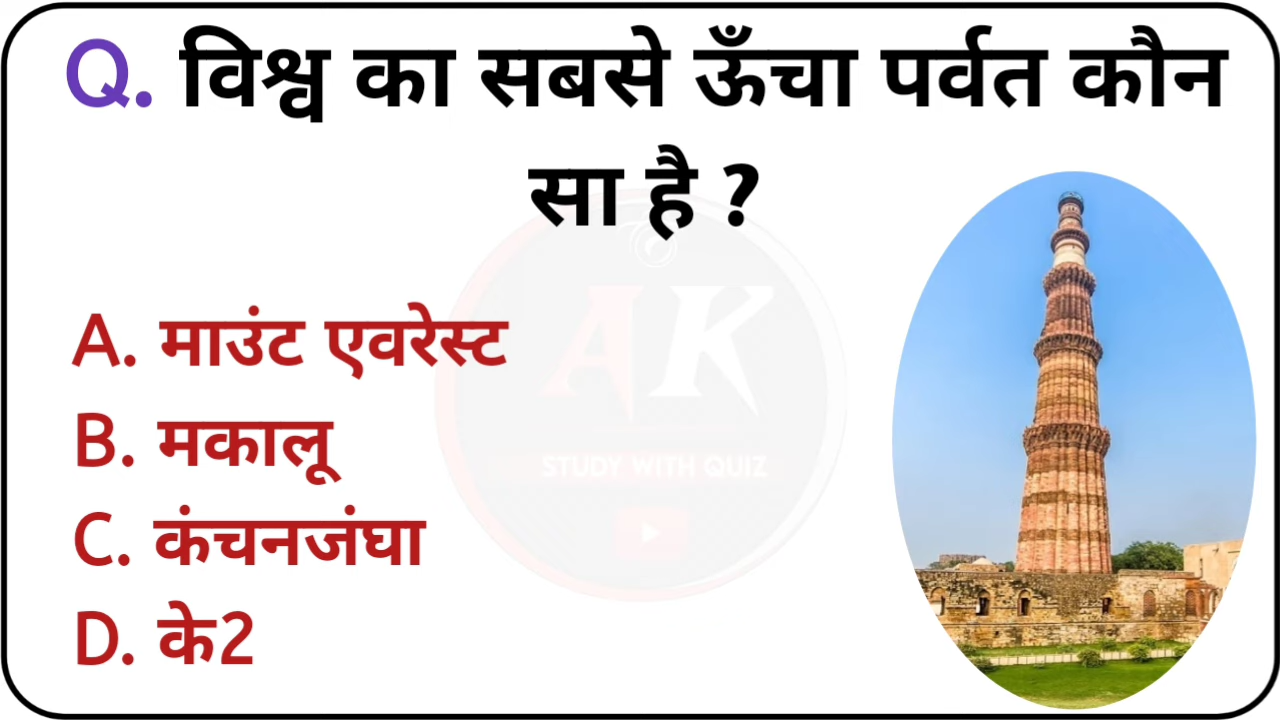 Q. विश्व का सबसे ऊँचा पर्वत कौन
सा है ?
A. माउंट एवरेस्ट
B. मकालू
C. कंचनजंघा
D. के2
AK
STUDY WITH QUIZ